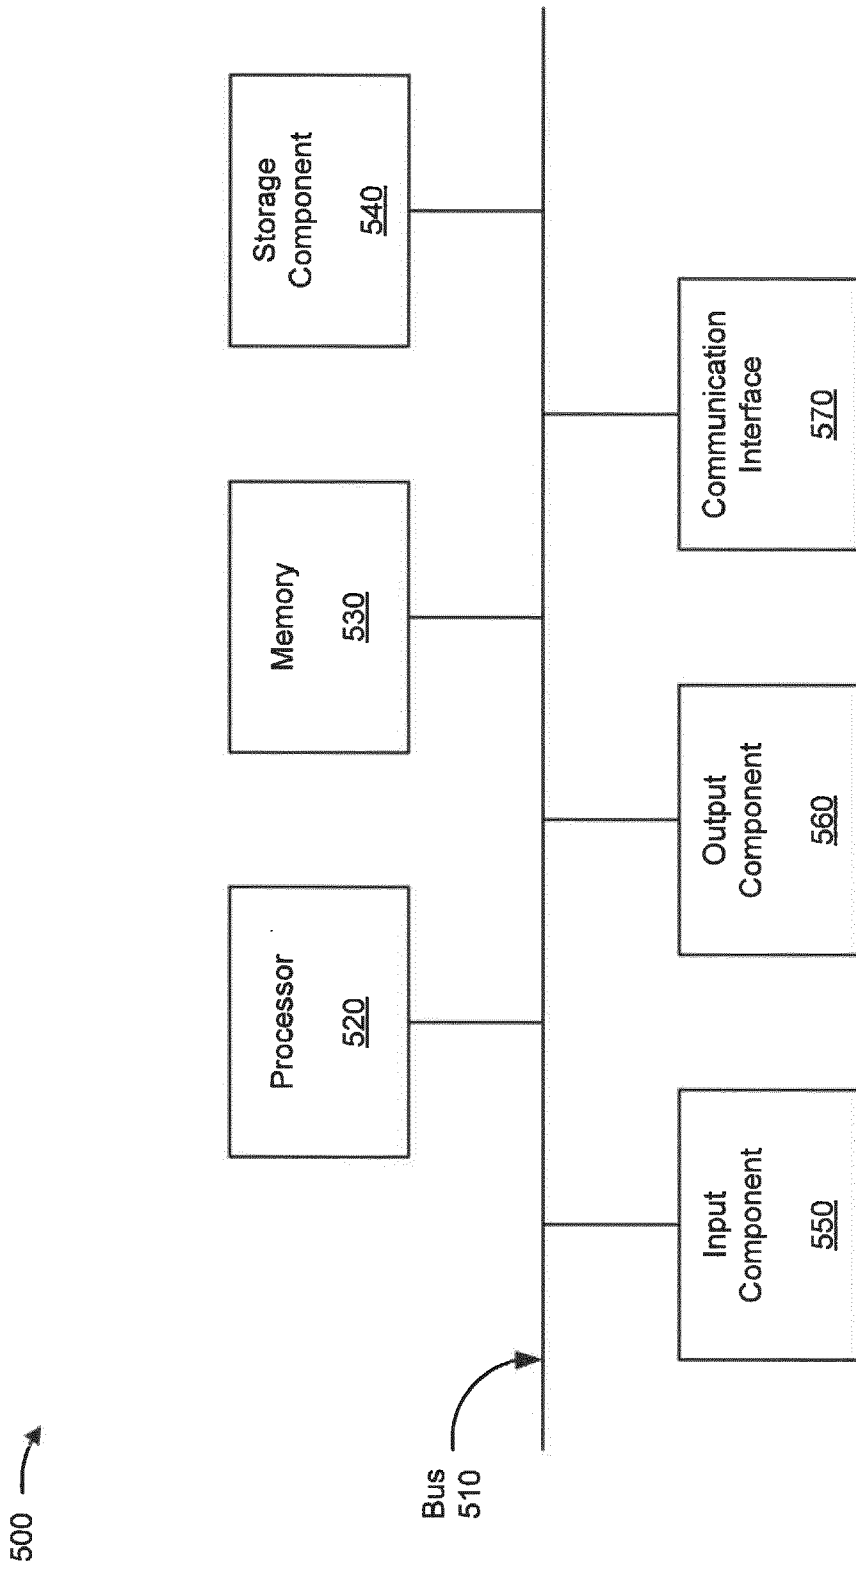 500
Processor
520
Memory
530
Storage
Component
540
Bus
510
Input
Component
550
Output
Component
560
Communication
Interface
570